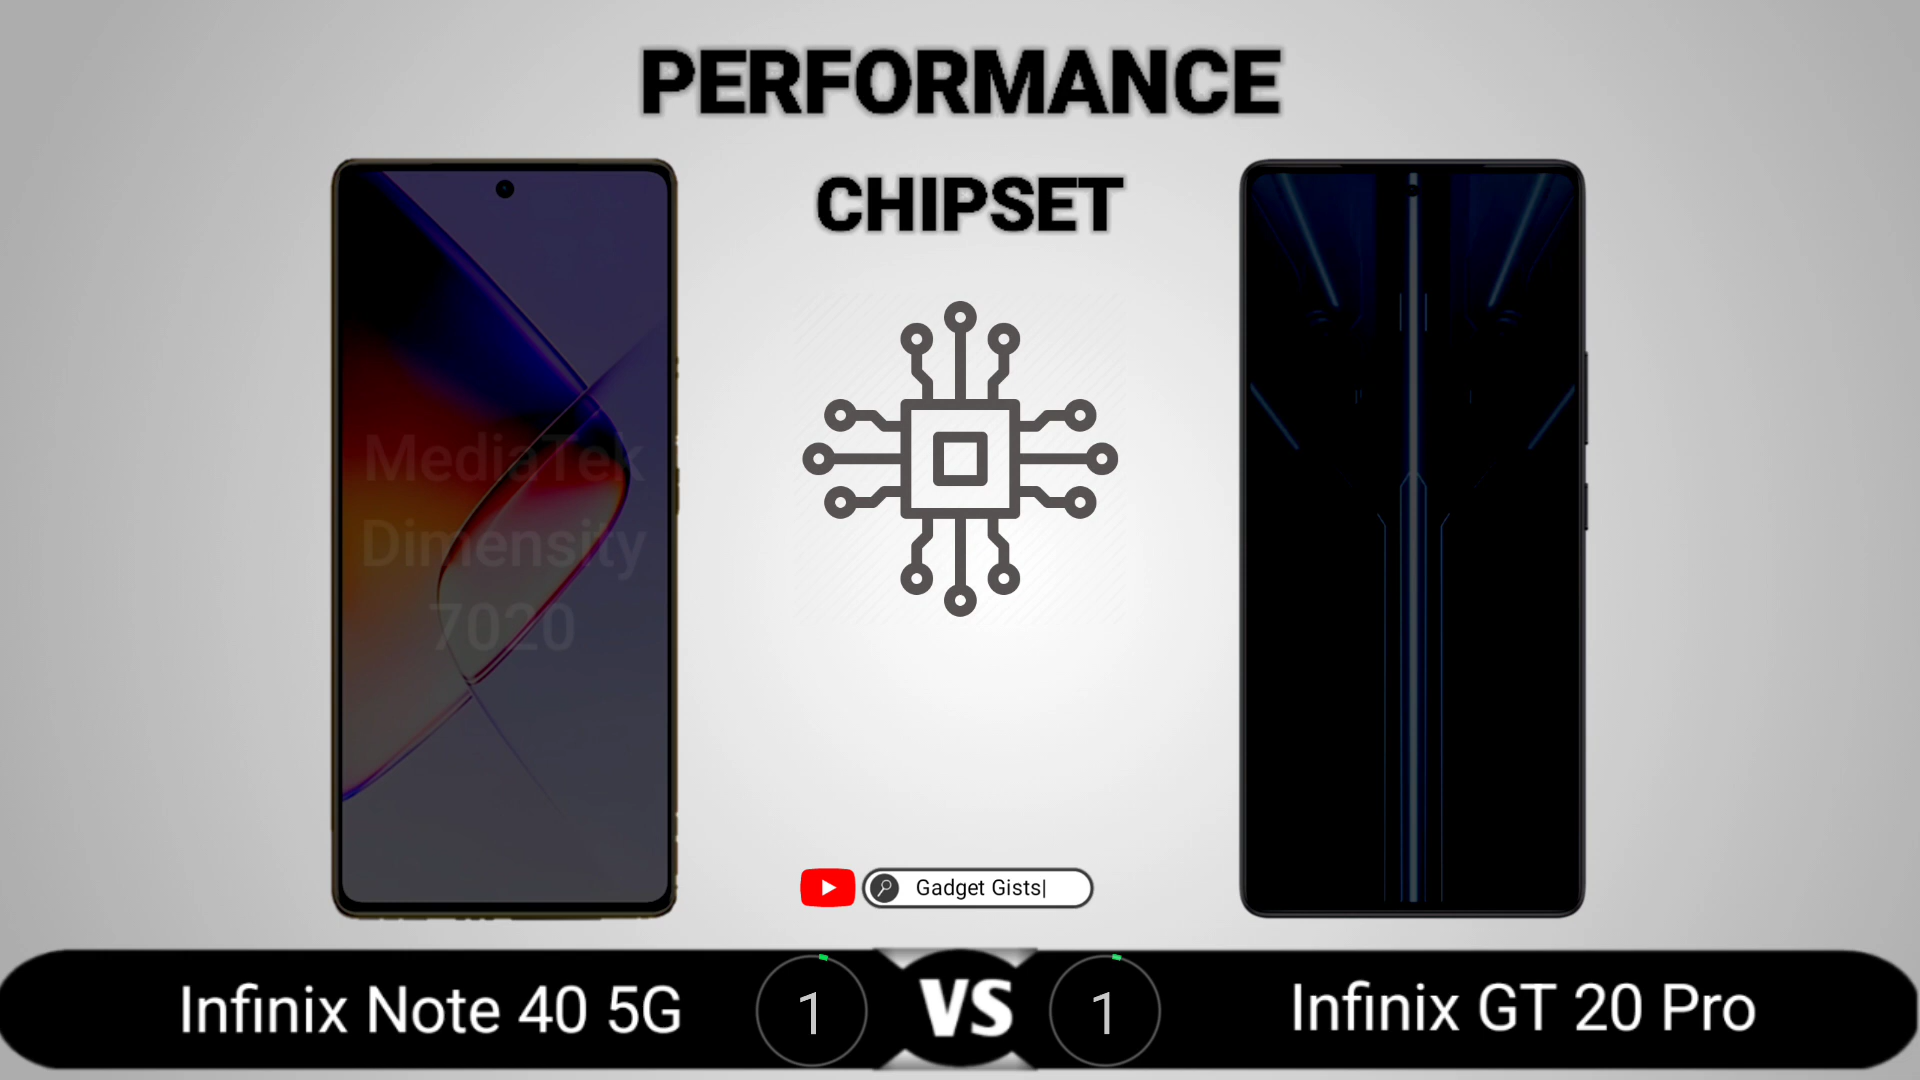 PERFORMANCE
CHIPSET
MediaTek
Dimensity
7020
Gadget Gists|
Infinix Note 40 5G
1
VS
1
Infinix GT 20 Pro